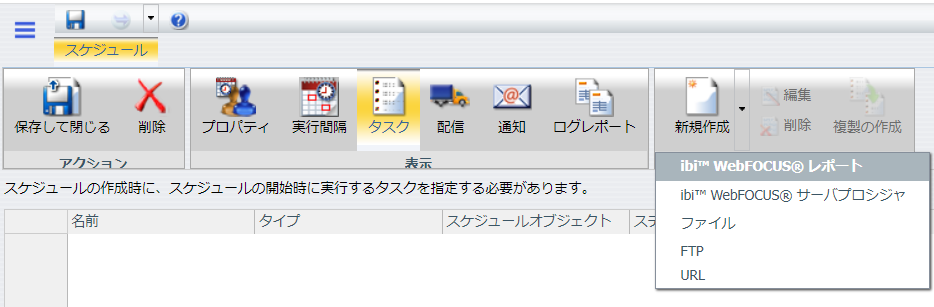 スケジュール
保存して閉じる
削除
プロパティ
実行間隔
タスク
配信
通知
ログレポート
新規作成
編集
削除
複製の作成
アクション
表示
ibi™ WebFOCUS® レポート
ibi™ WebFOCUS® サーバプロシジャ
ファイル
FTP
URL
スケジュールの作成時に、スケジュールの開始時に実行するタスクを指定する必要があります。
名前
タイプ
スケジュールオブジェクト